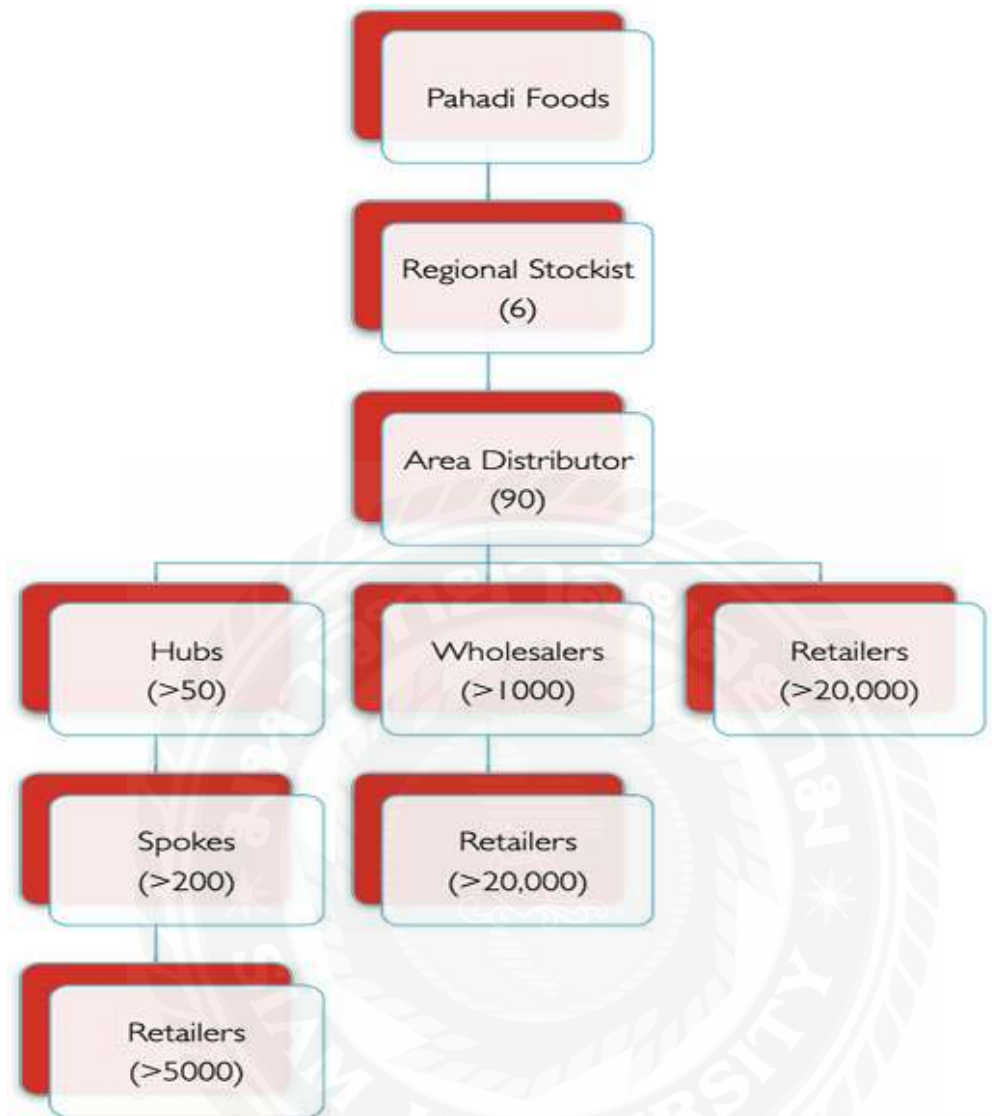 Pahadi Foods
Regional Stockist
(6)
Area Distributor
(90)
Hubs
(>50)
Wholesalers
(>1000)
Retailers
(>20,000)
Spokes
(>200)
Retailers
(>20,000)
Retailers
(>5000)